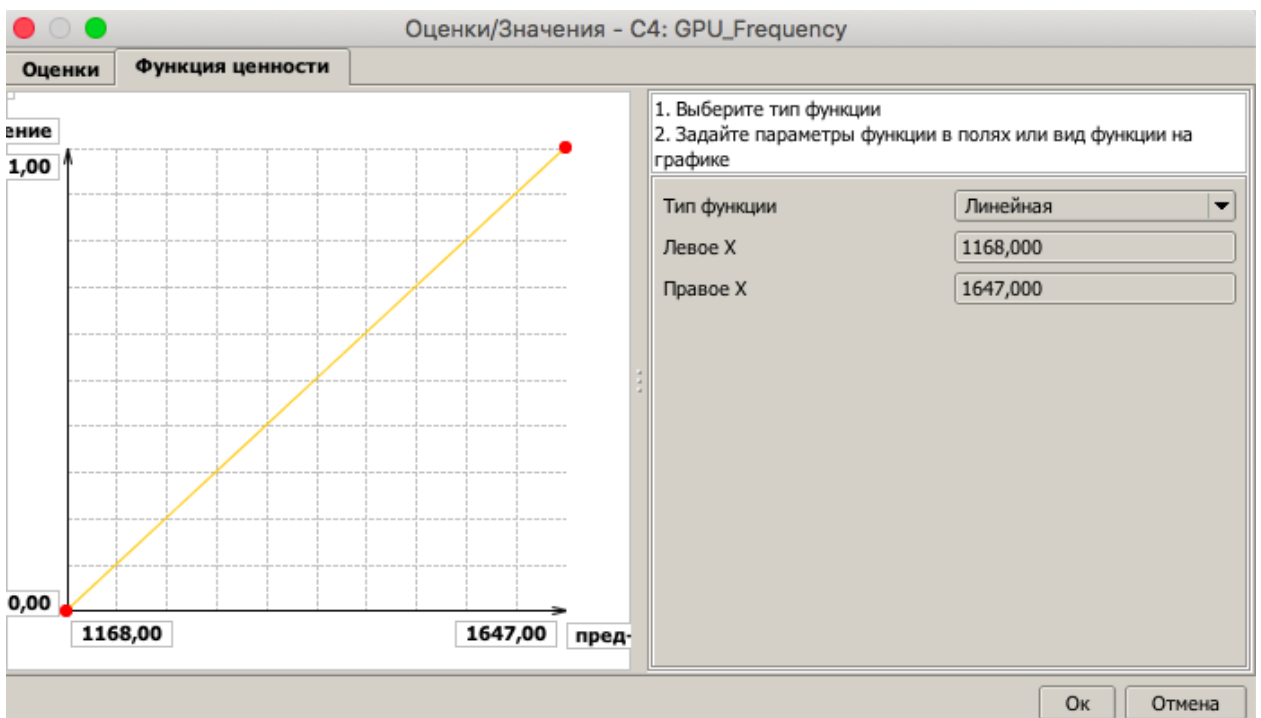 Оценки/Значения - C4: GPU_Frequency
Оценки
Функция ценности
1. Выберите тип функции
2. Задайте параметры функции в полях или вид функции на
графике
ение
1,00
0,00
1168,00
1647,00
пред-
Тип функции
Линейная
Левое X
1168,000
Правое X
1647,000
Ок
Отмена